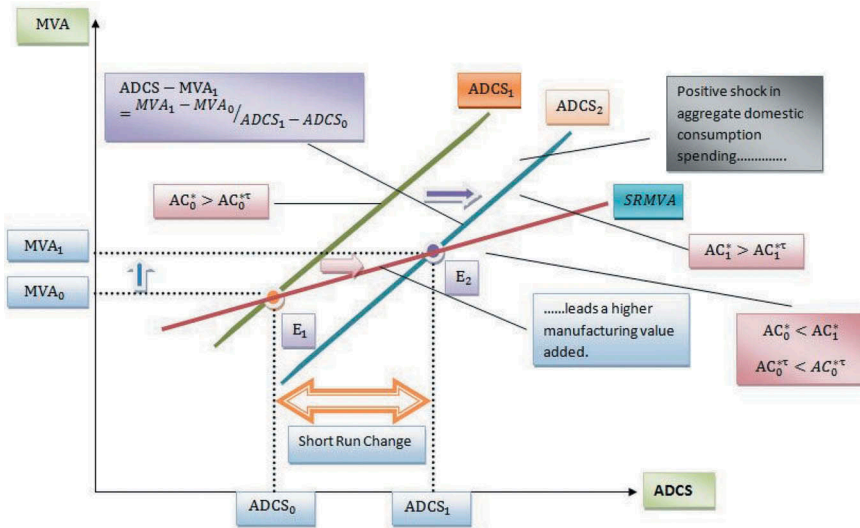 MVA
ADCS − MVA₁
= MVA₁ − MVA₀/ADCS₁ − ADCS₀
ADCS₁
ADCS₂
Positive shock in
aggregate domestic
consumption
spending..............
AC₀* > AC₀*τ
SRMVA
MVA₁
AC₁* > AC₁*τ
MVA₀
E₂
E₁
......leads a higher
manufacturing value
added.
AC₀* < AC₁*
AC₀*τ < AC₀*τ
Short Run Change
ADCS₀
ADCS₁
ADCS